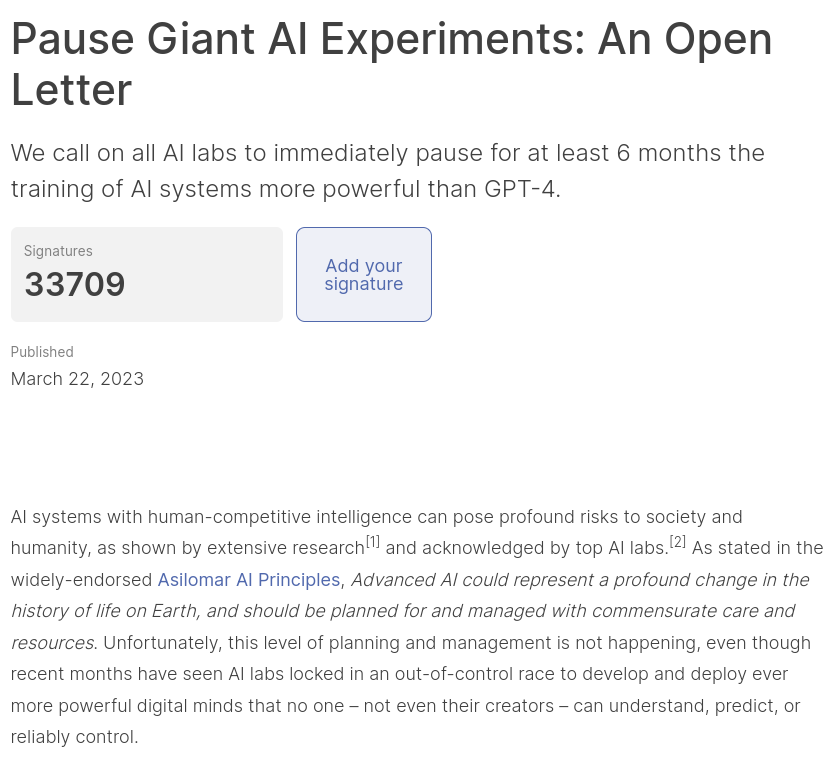 Pause Giant AI Experiments: An Open
Letter
We call on all AI labs to immediately pause for at least 6 months the
training of AI systems more powerful than GPT-4.
Signatures
33709
Add your
signature
Published
March 22, 2023
AI systems with human-competitive intelligence can pose profound risks to society and
humanity, as shown by extensive research[1] and acknowledged by top AI labs.[2] As stated in the
widely-endorsed Asilomar AI Principles, Advanced AI could represent a profound change in the
history of life on Earth, and should be planned for and managed with commensurate care and
resources. Unfortunately, this level of planning and management is not happening, even though
recent months have seen AI labs locked in an out-of-control race to develop and deploy ever
more powerful digital minds that no one – not even their creators – can understand, predict, or
reliably control.